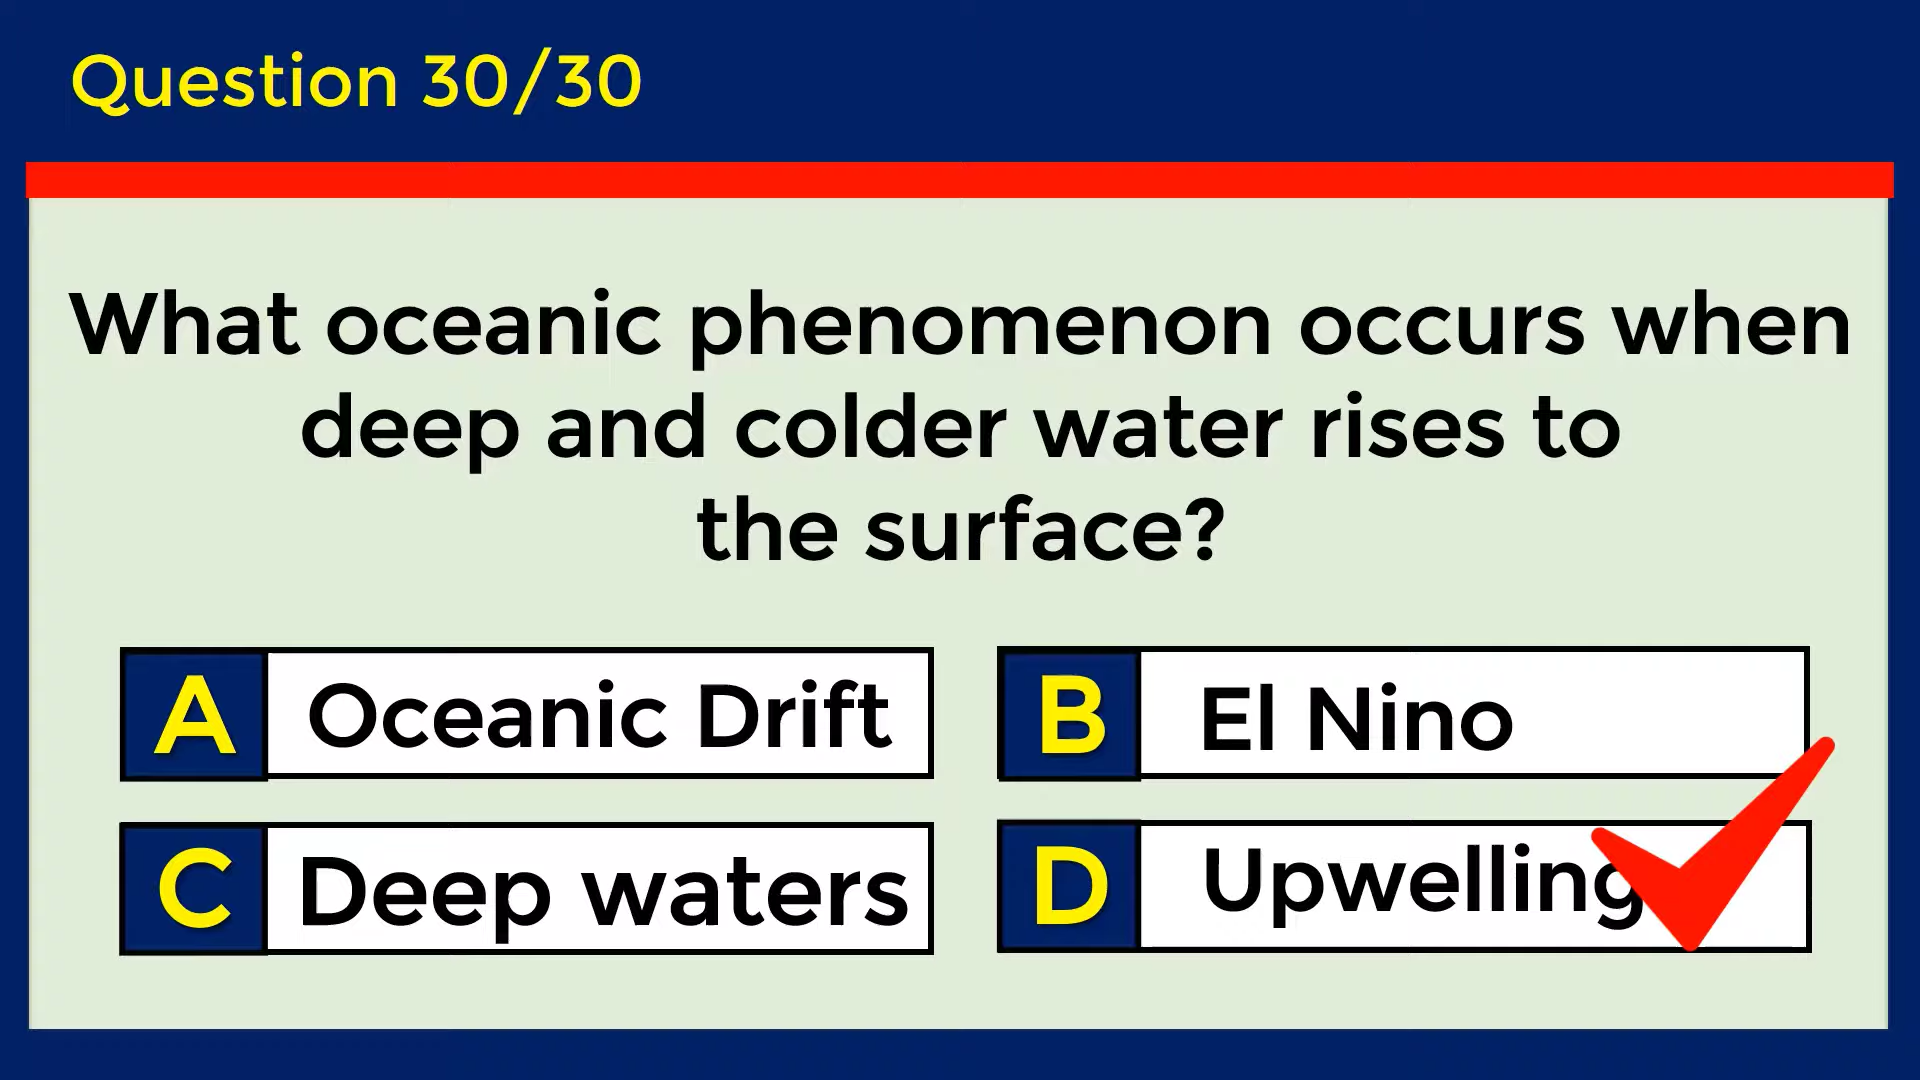 Question 30/30
What oceanic phenomenon occurs when
deep and colder water rises to
the surface?
A Oceanic Drift
B El Nino
C Deep waters
D Upwelling